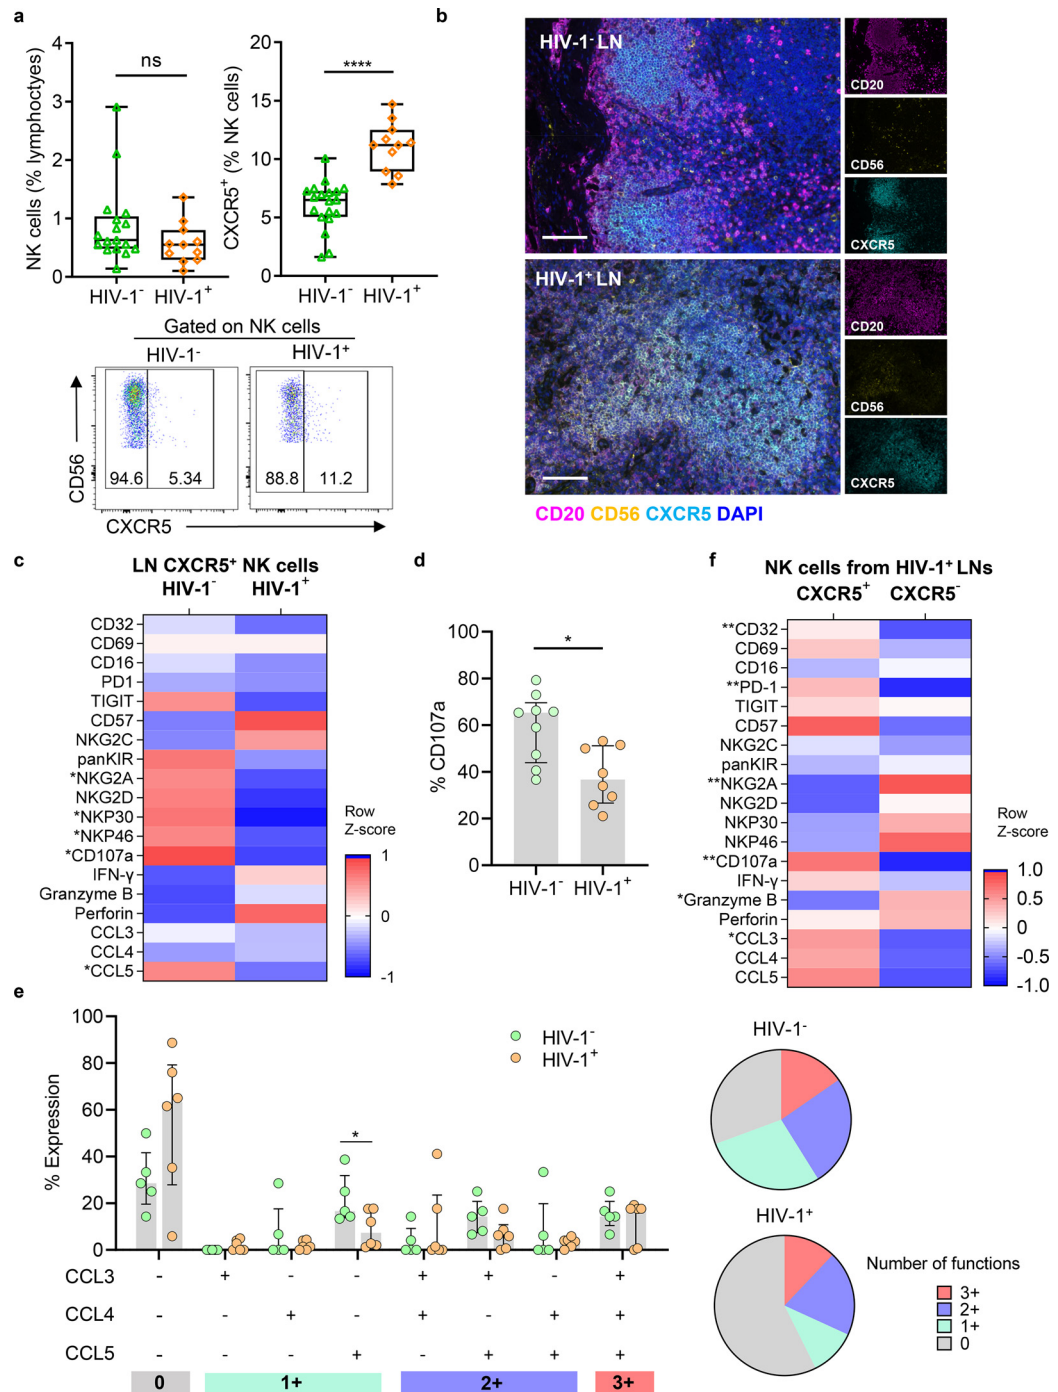 a
NK cells (% lymphoctyes)
4
3
2
1
0
ns
HIV-1-
HIV-1+
CXCR5+ (% NK cells)
20
15
10
5
0
****
HIV-1-
HIV-1+
Gated on NK cells
HIV-1-
HIV-1+
94.6
5.34
88.8
11.2
CD56
CXCR5
b
HIV-1- LN
CD20
CD56
CXCR5
HIV-1+ LN
CD20
CD56
CXCR5
CD20 CD56 CXCR5 DAPI
c
LN CXCR5+ NK cells
HIV-1- HIV-1+
CD32
CD69
CD16
PD1
TIGIT
CD57
NKG2C
panKIR
*NKG2A
NKG2D
*NKP30
*NKP46
*CD107a
IFN-γ
Granzyme B
Perforin
CCL3
CCL4
*CCL5
Row
Z-score
1
0
-1
d
% CD107a
100
80
60
40
20
0
*
HIV-1-
HIV-1+
f
NK cells from HIV-1+ LNs
CXCR5+ CXCR5-
**CD32
CD69
CD16
**PD-1
TIGIT
CD57
NKG2C
panKIR
**NKG2A
NKG2D
NKP30
NKP46
**CD107a
IFN-γ
*Granzyme B
Perforin
*CCL3
CCL4
CCL5
Row
Z-score
1.0
0.5
0
-0.5
-1.0
e
% Expression
100
80
60
40
20
0
HIV-1-
HIV-1+
*
CCL3 - + - - + + - +
CCL4 - - + - + - + +
CCL5 - - - + - + + +
0 1+ 2+ 3+
HIV-1-
HIV-1+
Number of functions
3+
2+
1+
0